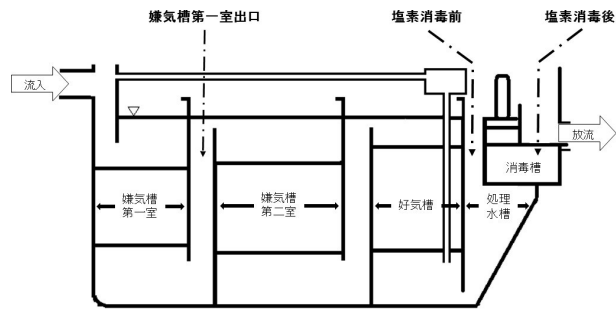 嫌気槽第一室出口
塩素消毒前
塩素消毒後
流入
放流
消毒槽
嫌気槽
第一室
嫌気槽
第二室
好気槽
処理
水槽